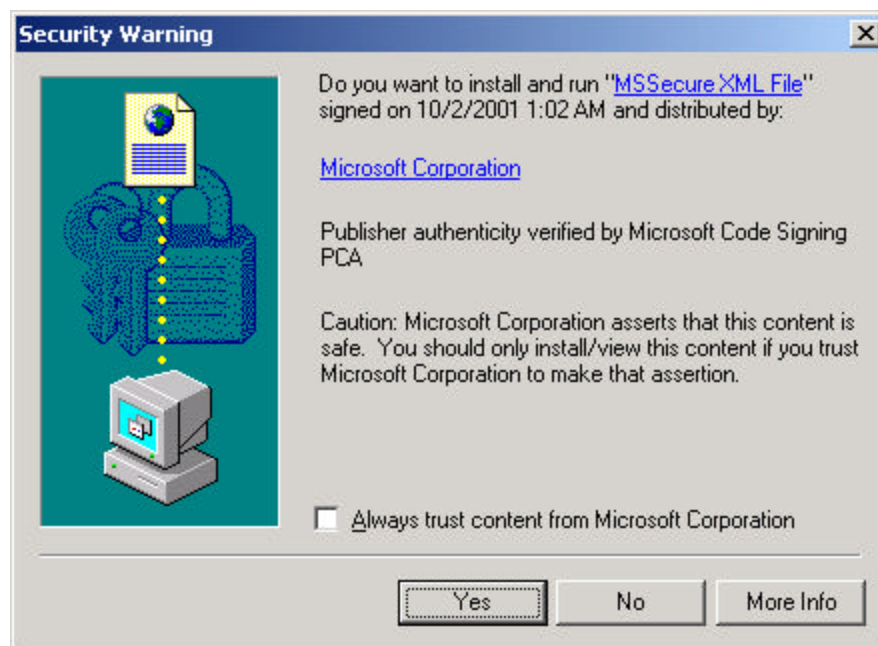 Security Warning
Do you want to install and run "MSSecure XML File"
signed on 10/2/2001 1:02 AM and distributed by:
Microsoft Corporation
Publisher authenticity verified by Microsoft Code Signing
PCA
Caution: Microsoft Corporation asserts that this content is
safe.  You should only install/view this content if you trust
Microsoft Corporation to make that assertion.
Always trust content from Microsoft Corporation
Yes No More Info